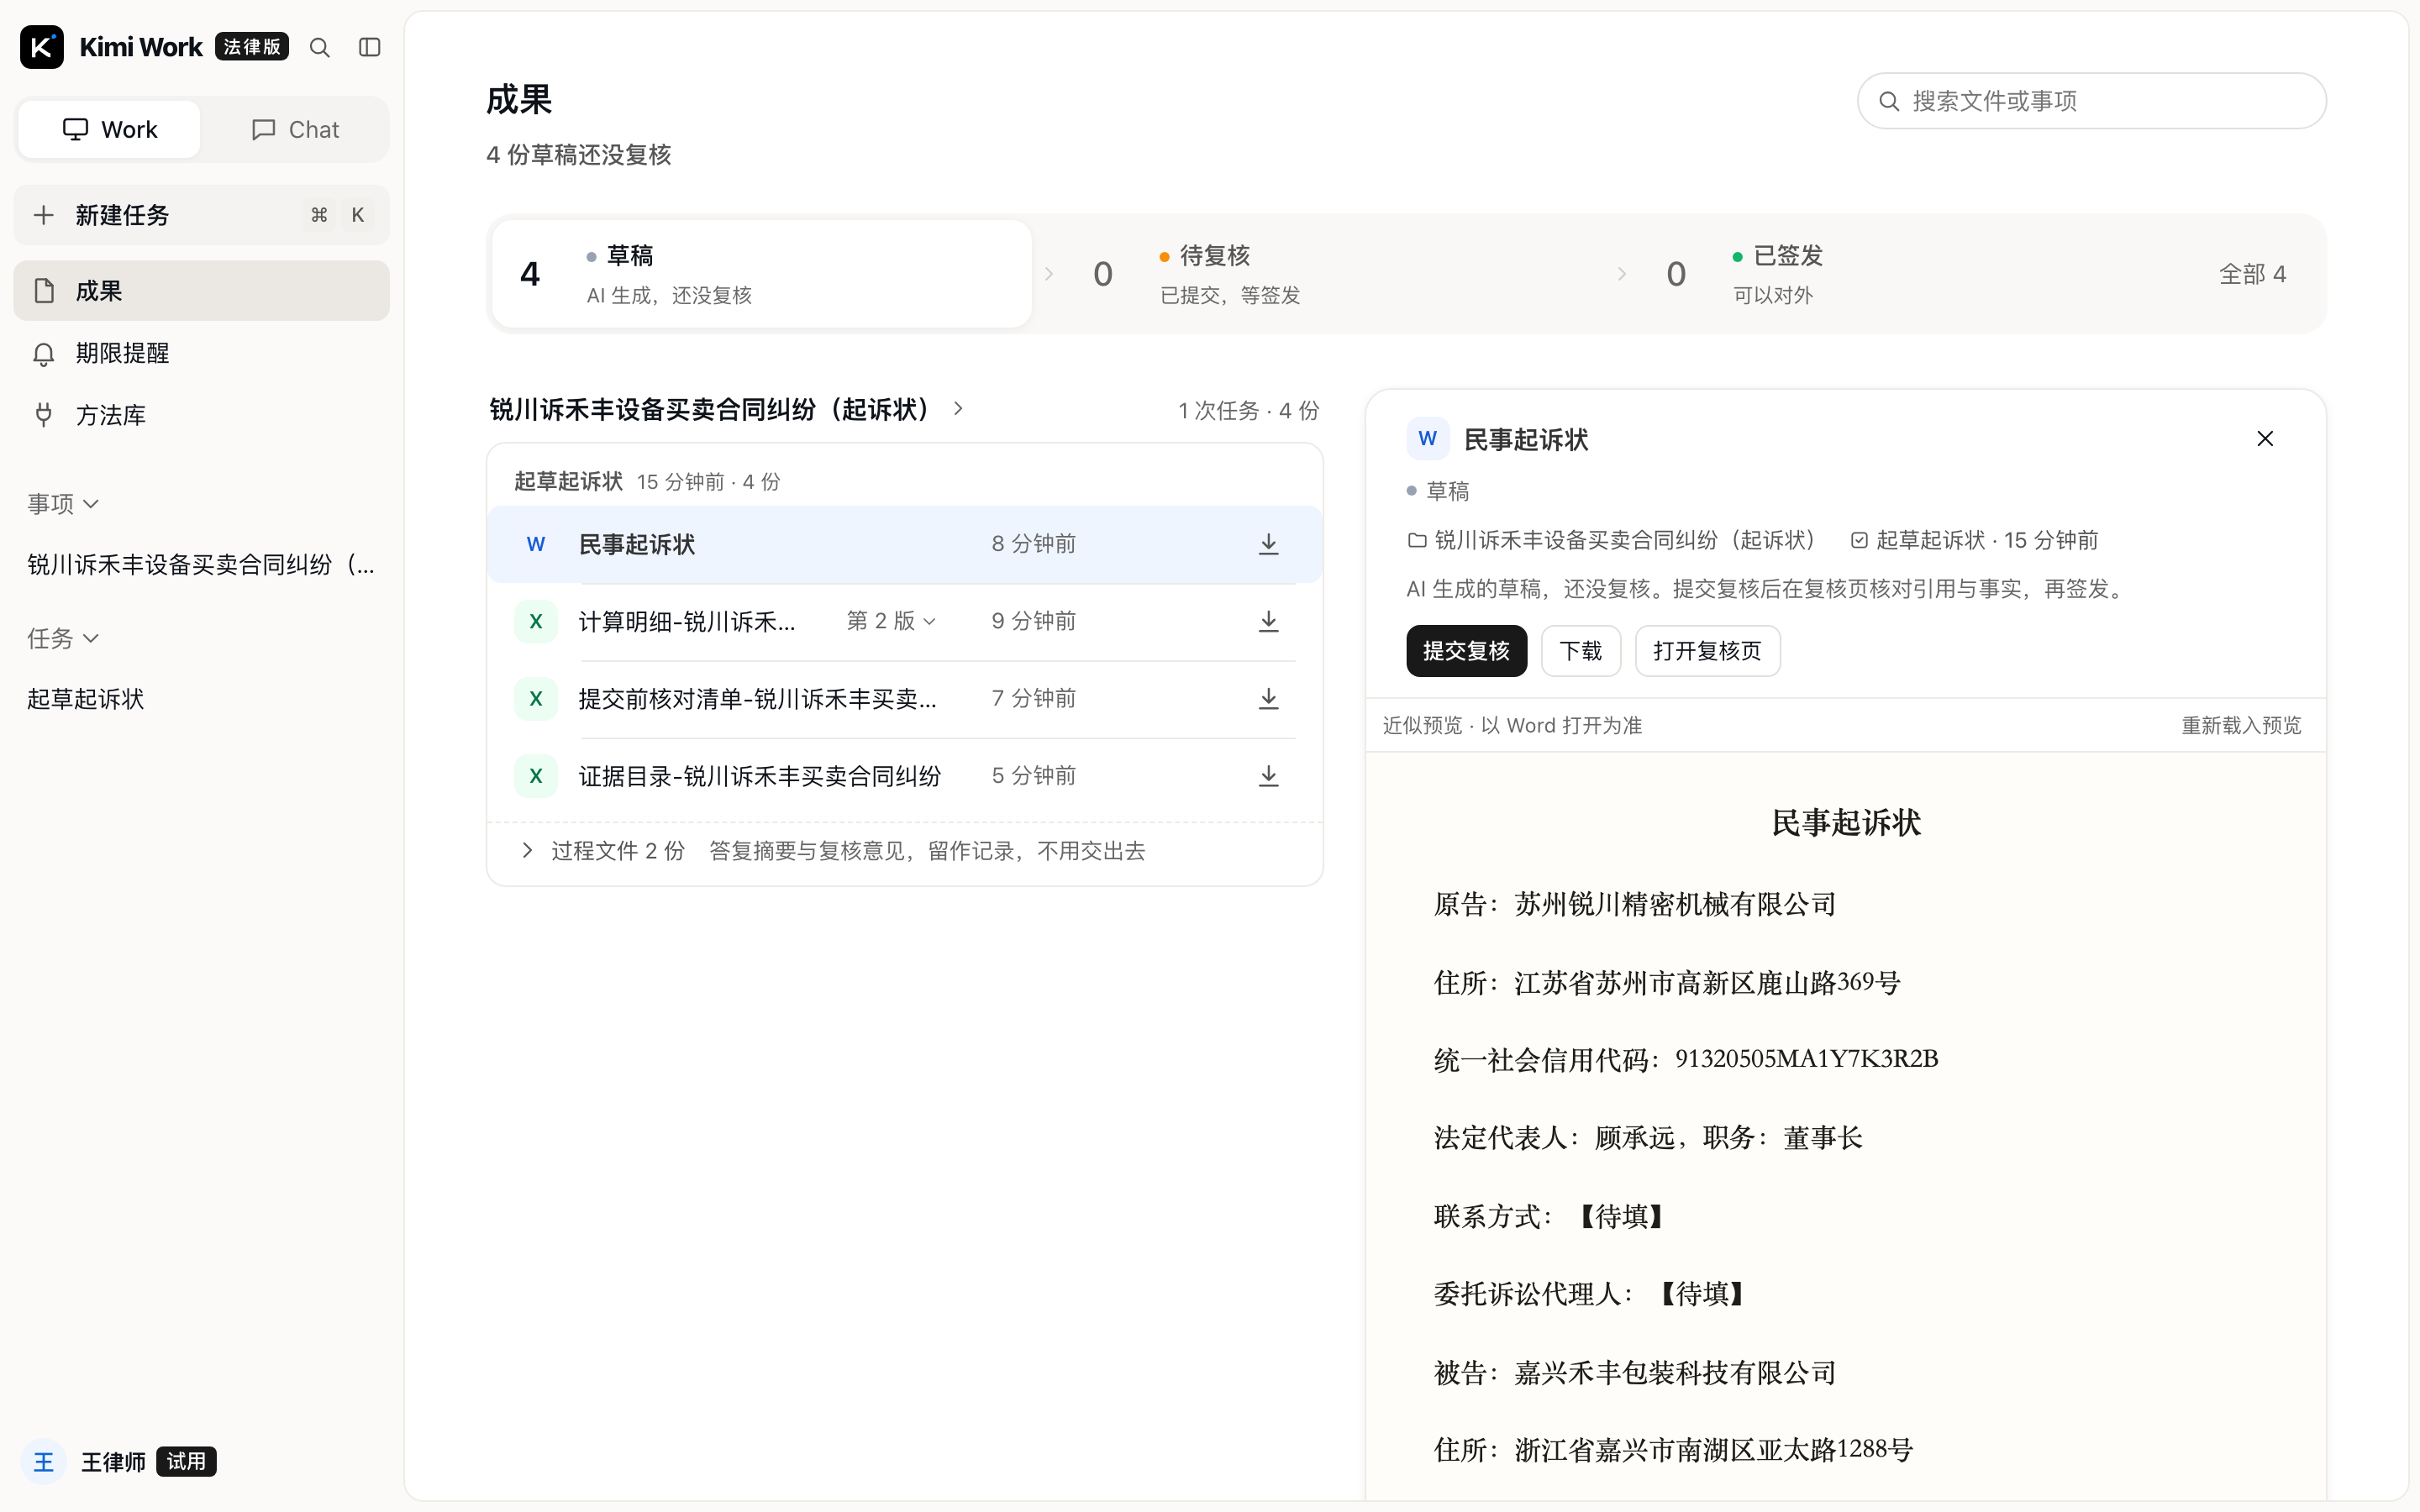 Kimi Work 法律版
Work
Chat
新建任务 ⌘ K
成果
期限提醒
方法库
事项
锐川诉禾丰设备买卖合同纠纷（...
任务
起草起诉状
王 王律师 试用
成果
4 份草稿还没复核
搜索文件或事项
4 草稿
AI 生成，还没复核
0 待复核
已提交，等签发
0 已签发
可以对外
全部 4
锐川诉禾丰设备买卖合同纠纷（起诉状）
1 次任务 · 4 份
起草起诉状 15 分钟前 · 4 份
W 民事起诉状 8 分钟前
X 计算明细-锐川诉禾... 第 2 版 9 分钟前
X 提交前核对清单-锐川诉禾丰买卖... 7 分钟前
X 证据目录-锐川诉禾丰买卖合同纠纷 5 分钟前
过程文件 2 份 答复摘要与复核意见，留作记录，不用交出去
W 民事起诉状
草稿
锐川诉禾丰设备买卖合同纠纷（起诉状） 起草起诉状 · 15 分钟前
AI 生成的草稿，还没复核。提交复核后在复核页核对引用与事实，再签发。
提交复核 下载 打开复核页
近似预览 · 以 Word 打开为准 重新载入预览
民事起诉状
原告：苏州锐川精密机械有限公司
住所：江苏省苏州市高新区鹿山路369号
统一社会信用代码：91320505MA1Y7K3R2B
法定代表人：顾承远，职务：董事长
联系方式：【待填】
委托诉讼代理人：【待填】
被告：嘉兴禾丰包装科技有限公司
住所：浙江省嘉兴市南湖区亚太路1288号